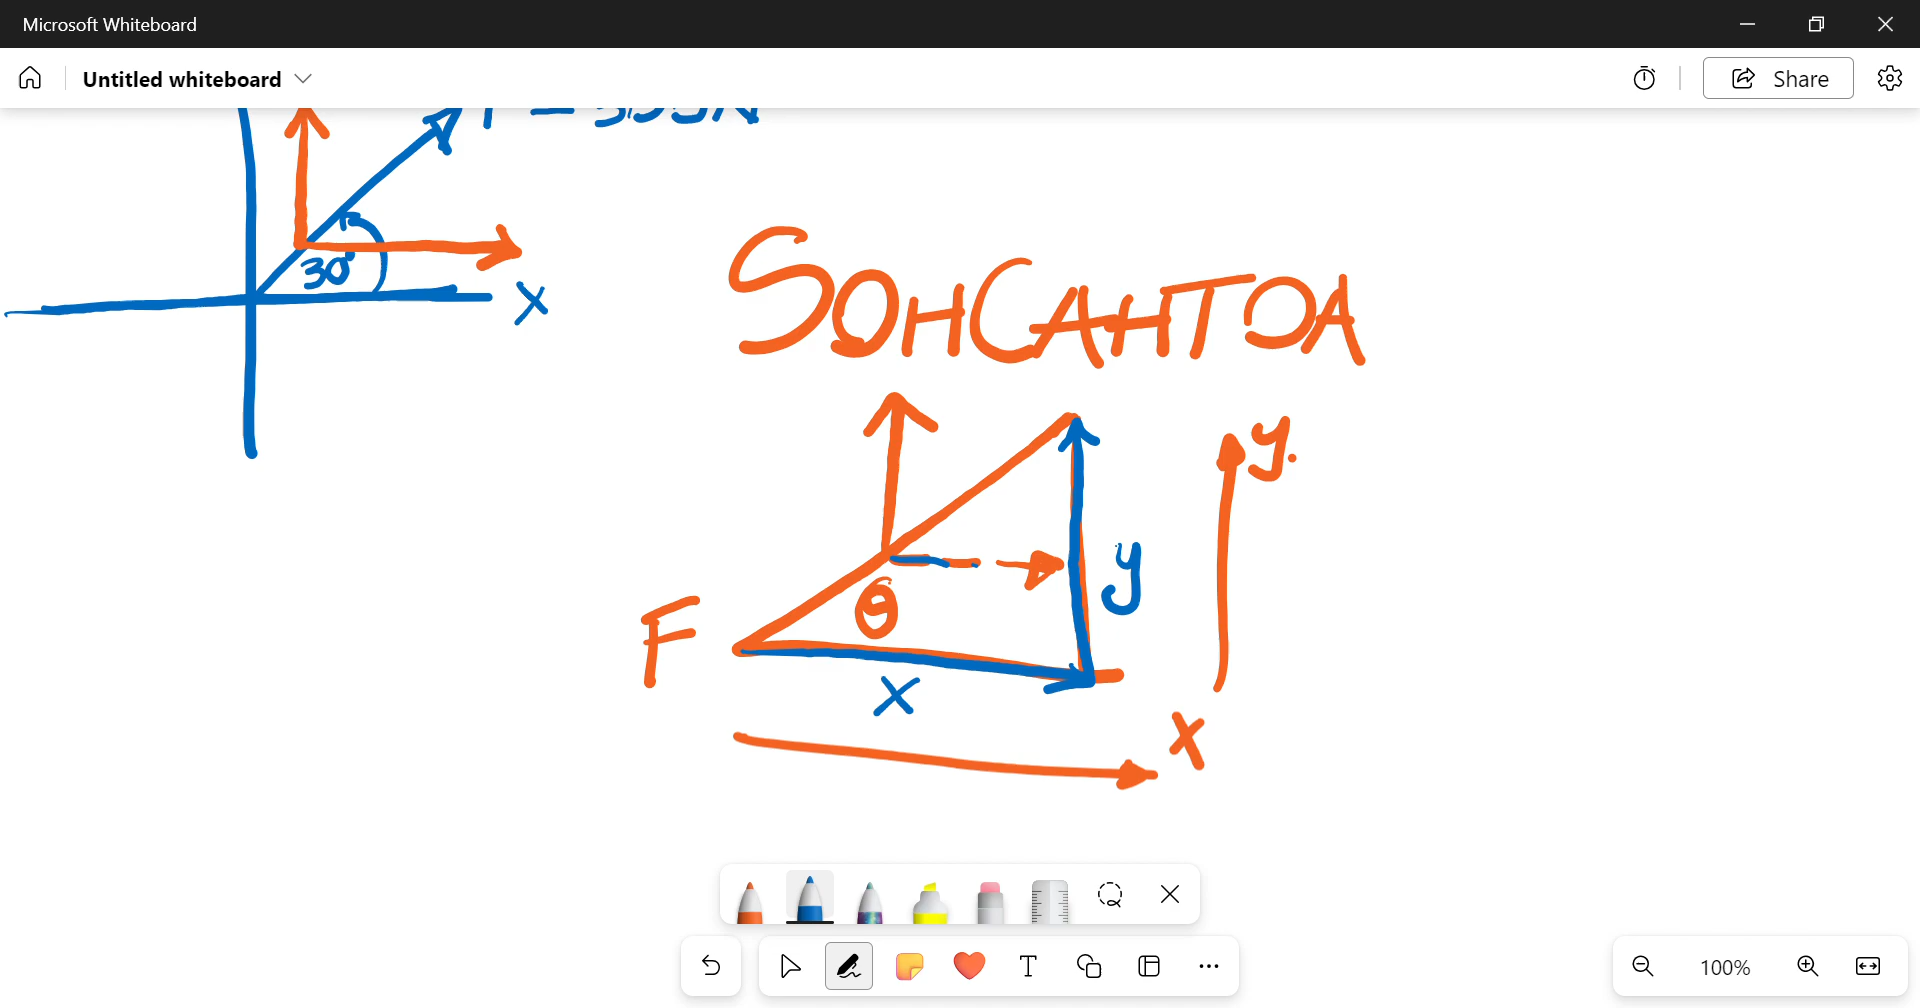 Microsoft Whiteboard
Untitled whiteboard
Share
30°
x
SOHCAHTOA
y.
y
θ
F
x
x
100%